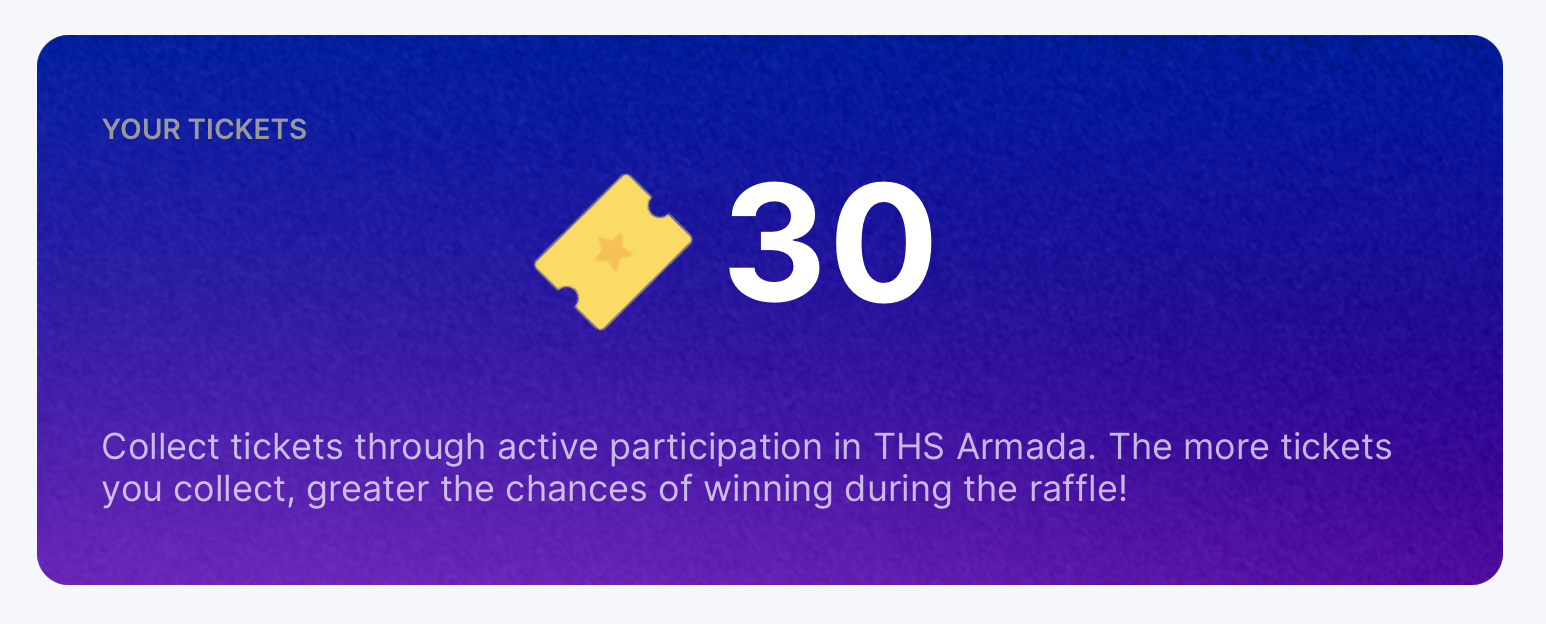 YOUR TICKETS
30
Collect tickets through active participation in THS Armada. The more tickets
you collect, greater the chances of winning during the raffle!